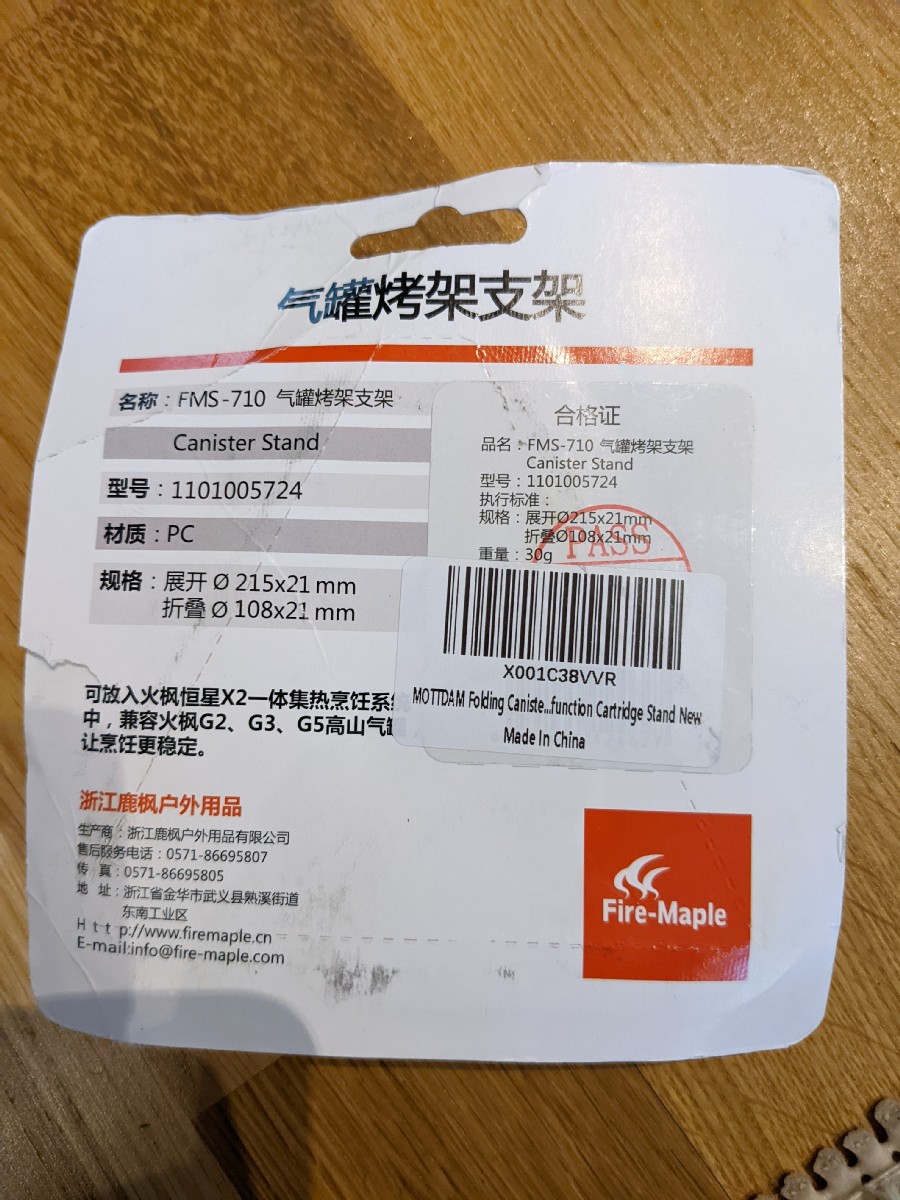 气罐烤架支架
名称：FMS-710 气罐烤架支架
Canister Stand
型号：1101005724
材质：PC
规格：展开 Ø 215x21 mm
折叠 Ø 108x21 mm
合格证
品名：FMS-710 气罐烤架支架
Canister Stand
型号：1101005724
执行标准：
规格：展开Ø215x21mm
折叠Ø108x21mm
重量：30g
PASS
X001C38VVR
MOTTDAM Folding Caniste...function Cartridge Stand New
Made In China
可放入火枫恒星X2一体集热烹饪系
中，兼容火枫G2、G3、G5高山气
让烹饪更稳定。
浙江鹿枫户外用品
生产商：浙江鹿枫户外用品有限公司
售后服务电话：0571-86695807
传 真：0571-86695805
地 址：浙江省金华市武义县熟溪街道
东南工业区
Http://www.firemaple.cn
E-mail:info@fire-maple.com
Fire-Maple